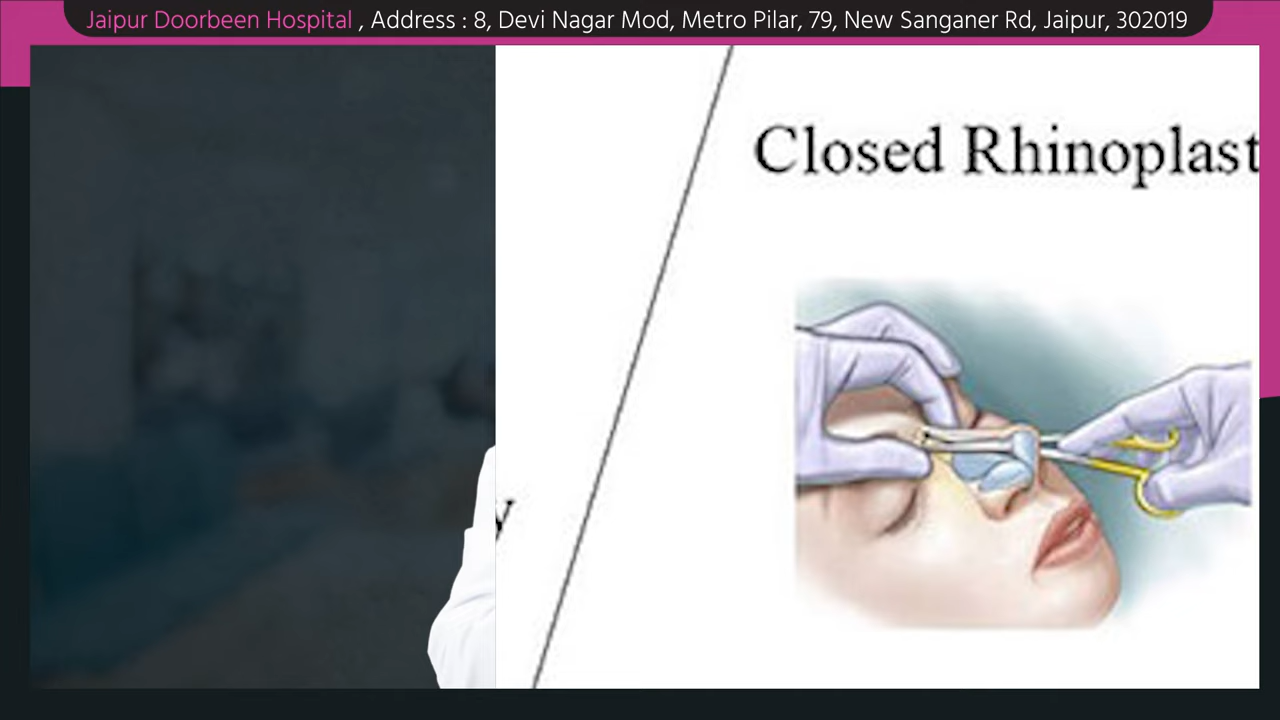 Jaipur Doorbeen Hospital , Address : 8, Devi Nagar Mod, Metro Pilar, 79, New Sanganer Rd, Jaipur, 302019
Closed Rhinoplast
y